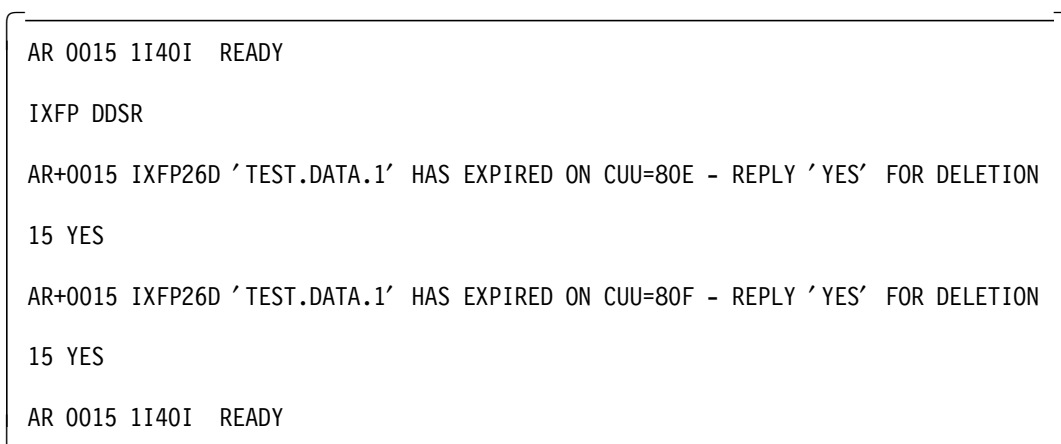 AR 0015 1I40I  READY
IXFP DDSR
AR+0015 IXFP26D ′TEST.DATA.1′ HAS EXPIRED ON CUU=80E - REPLY ′YES′ FOR DELETION
15 YES
AR+0015 IXFP26D ′TEST.DATA.1′ HAS EXPIRED ON CUU=80F - REPLY ′YES′ FOR DELETION
15 YES
AR 0015 1I40I  READY